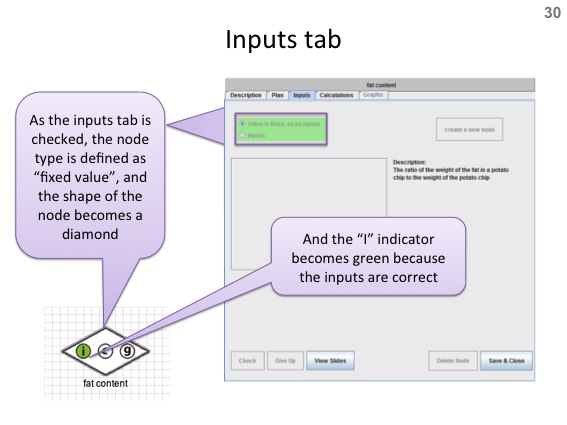 30
Inputs tab
As the inputs tab is
checked, the node
type is defined as
“fixed value”, and
the shape of the
node becomes a
diamond
fat content
Description Plan Inputs Calculations Graphs
Value is fixed, so no inputs
Inputs:
create a new node
Description:
The ratio of the weight of the fat in a potato
chip to the weight of the potato chip
And the “I” indicator
becomes green because
the inputs are correct
i c g
fat content
Check Give Up View Slides Delete Node Save & Close